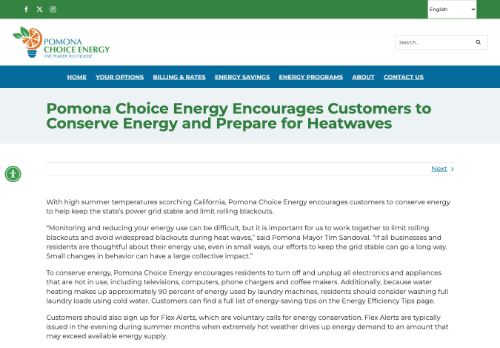 English
POMONA
CHOICE ENERGY
THE POWER TO CHOOSE
Search...
HOME YOUR OPTIONS BILLING & RATES ENERGY SAVINGS ENERGY PROGRAMS ABOUT CONTACT US
Pomona Choice Energy Encourages Customers to
Conserve Energy and Prepare for Heatwaves
Next
With high summer temperatures scorching California, Pomona Choice Energy encourages customers to conserve energy
to help keep the state's power grid stable and limit rolling blackouts.
"Monitoring and reducing your energy use can be difficult, but it is important for us to work together to limit rolling
blackouts and avoid widespread blackouts during heat waves," said Pomona Mayor Tim Sandoval. "If all businesses and
residents are thoughtful about their energy use, even in small ways, our efforts to keep the grid stable can go a long way.
Small changes in behavior can have a large collective impact."
To conserve energy, Pomona Choice Energy encourages residents to turn off and unplug all electronics and appliances
that are not in use, including televisions, computers, phone chargers and coffee makers. Additionally, because water
heating makes up approximately 90 percent of energy used by laundry machines, residents should consider washing full
laundry loads using cold water. Customers can find a full list of energy-saving tips on the Energy Efficiency Tips page.
Customers should also sign up for Flex Alerts, which are voluntary calls for energy conservation. Flex Alerts are typically
issued in the evening during summer months when extremely hot weather drives up energy demand to an amount that
may exceed available energy supply.